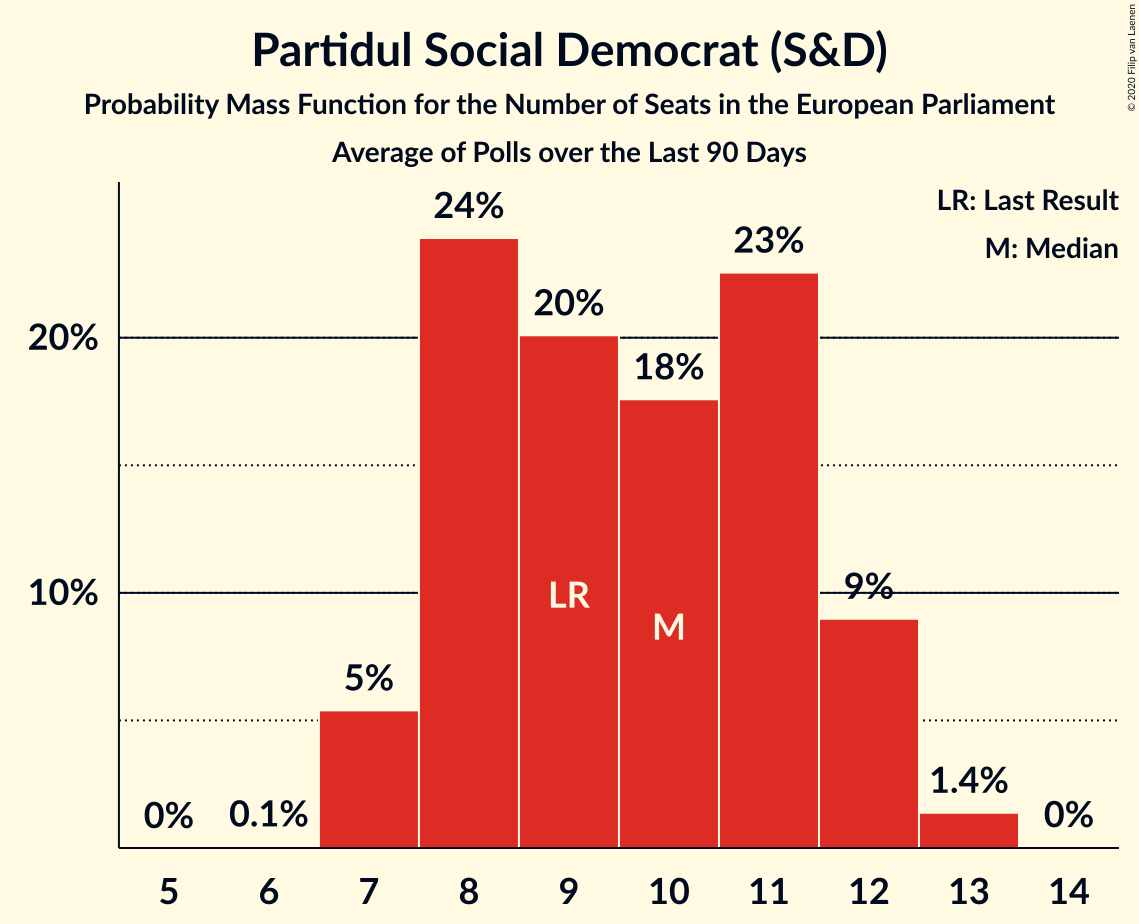 Partidul Social Democrat (S&D)
Probability Mass Function for the Number of Seats in the European Parliament
Average of Polls over the Last 90 Days
© 2020 Filip van Laenen
LR: Last Result
M: Median
24%
23%
20%
20%
18%
LR
M
10%
9%
5%
1.4%
0%
0.1%
0%
5 6 7 8 9 10 11 12 13 14